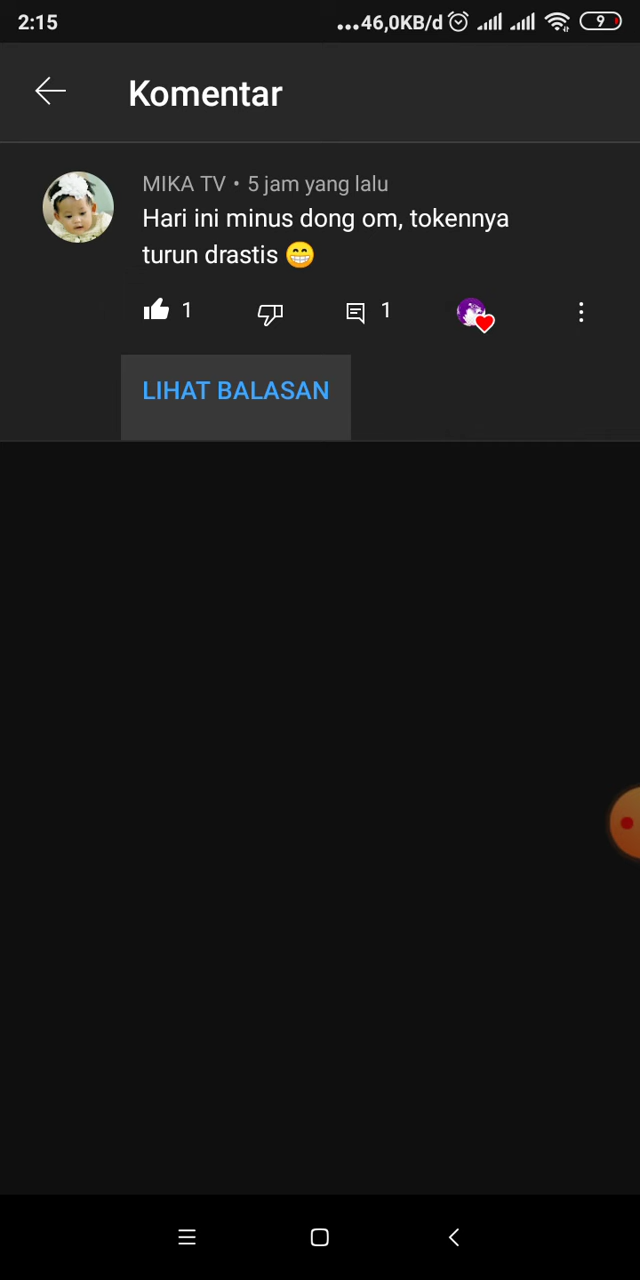 2:15 ...46,0KB/d 9
Komentar
MIKA TV • 5 jam yang lalu
Hari ini minus dong om, tokennya
turun drastis 😁
1 1
LIHAT BALASAN